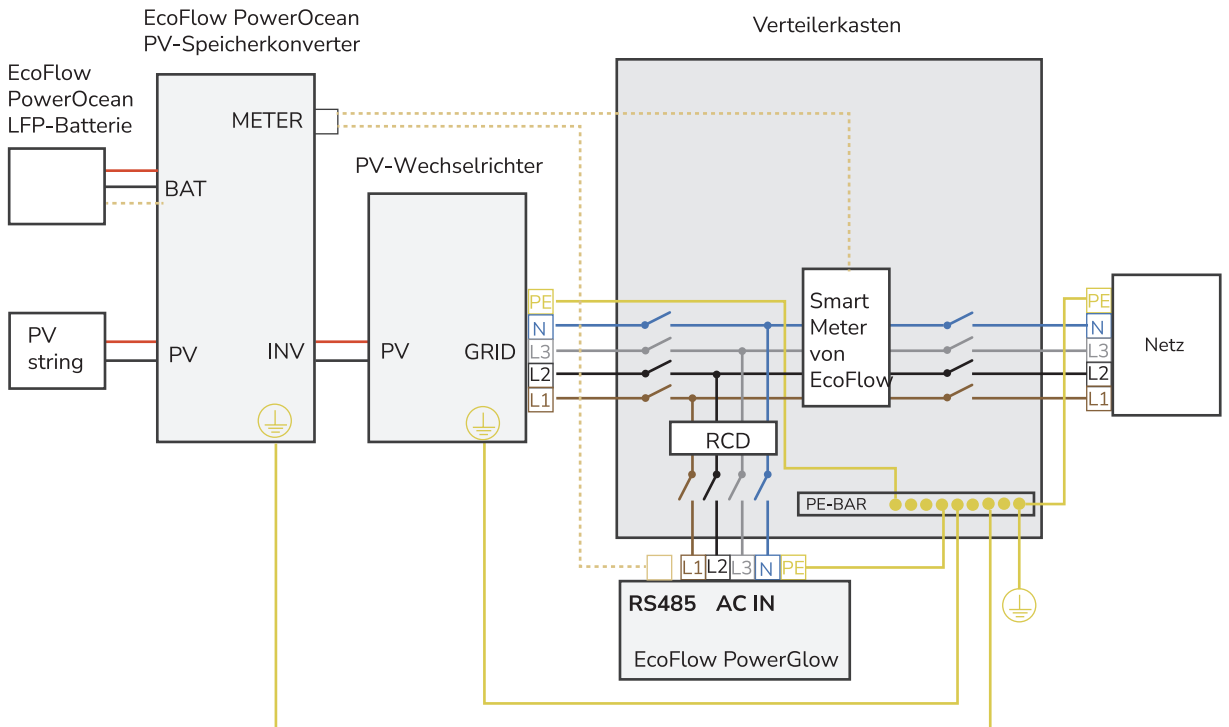 EcoFlow PowerOcean
PV-Speicherkonverter
Verteilerkasten
EcoFlow
PowerOcean
LFP-Batterie
METER
PV-Wechselrichter
BAT
PE
N
L3
L2
L1
Smart
Meter
von
EcoFlow
PE
N
L3
L2
L1
Netz
PV
string
PV
INV
PV
GRID
RCD
PE-BAR
L1
L2
L3
N
PE
RS485
AC IN
EcoFlow PowerGlow